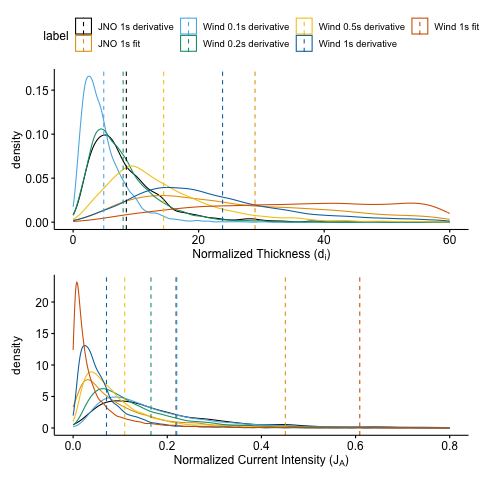 label
JNO 1s derivative Wind 0.1s derivative Wind 0.5s derivative Wind 1s fit
JNO 1s fit Wind 0.2s derivative Wind 1s derivative
density
0.15
0.10
0.05
0.00
0 20 40 60
Normalized Thickness (di)
density
20
15
10
5
0
0.0 0.2 0.4 0.6 0.8
Normalized Current Intensity (JA)